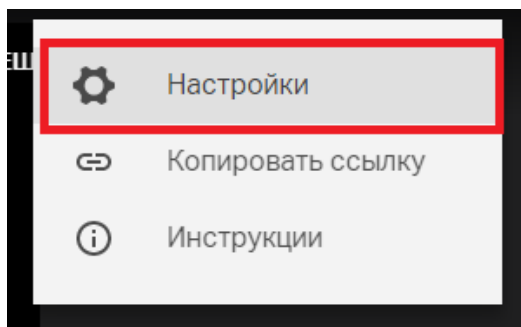 Настройки
Копировать ссылку
Инструкции